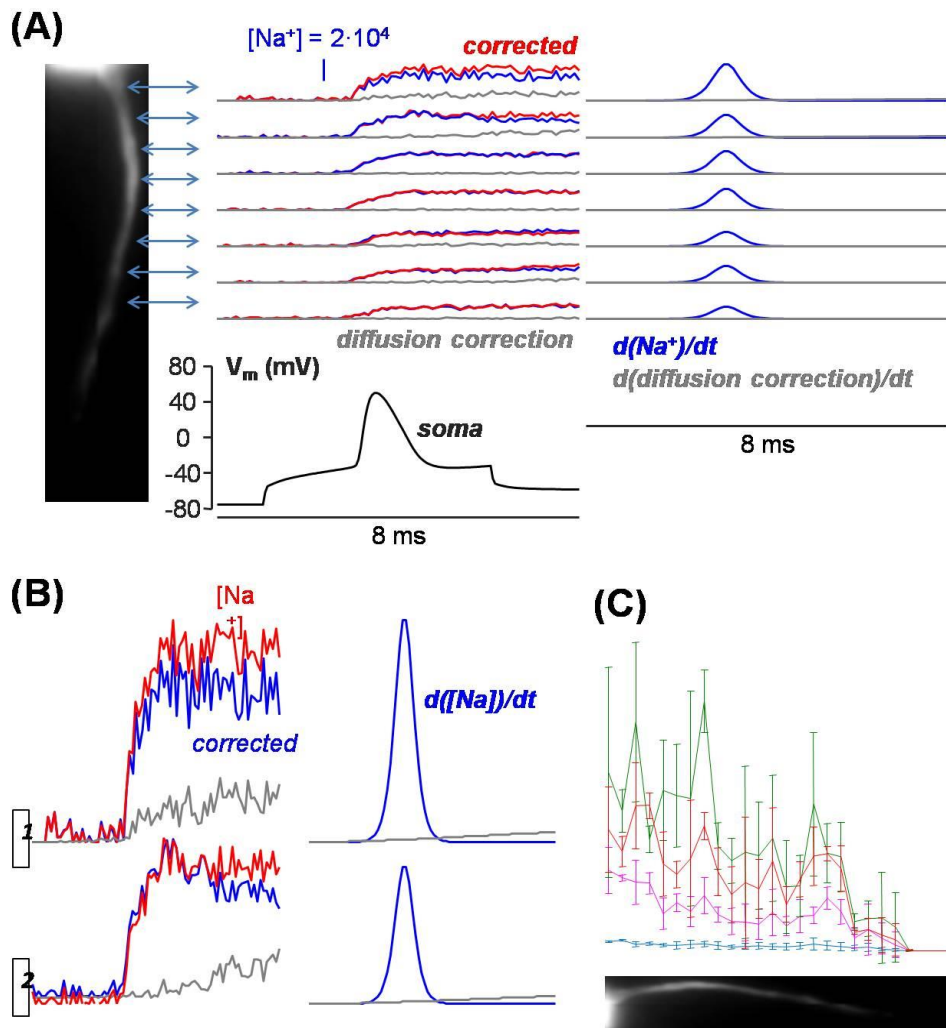 (A)
[Na⁺] = 2·10⁴
corrected
diffusion correction
80
40
0
-40
-80
Vₘ (mV)
soma
8 ms
d(Na⁺)/dt
d(diffusion correction)/dt
8 ms
(B)
[Na
+]
corrected
1
2
d([Na])/dt
(C)